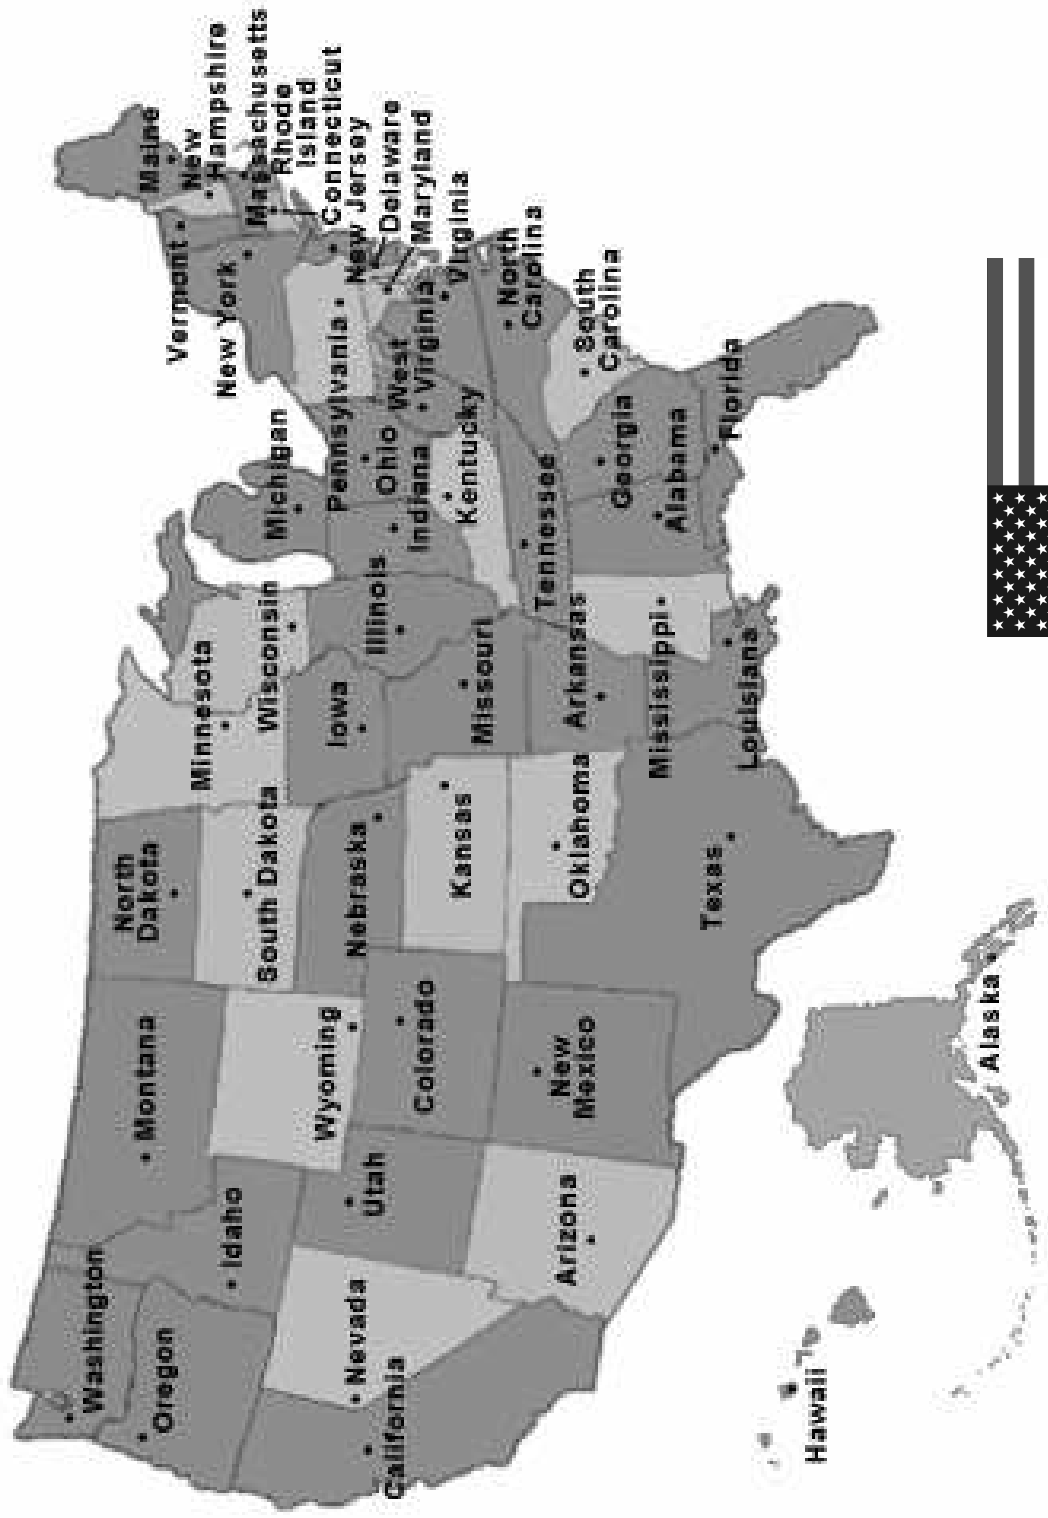 Washington
Oregon
California
Nevada
Idaho
Montana
Wyoming
Utah
Arizona
Colorado
New
Mexico
North
Dakota
South Dakota
Nebraska
Kansas
Oklahoma
Texas
Minnesota
Iowa
Missouri
Arkansas
Louisiana
Wisconsin
Illinois
Mississippi
Michigan
Indiana
Ohio
Kentucky
Tennessee
Alabama
Georgia
Florida
South
Carolina
North
Carolina
Virginia
West
Virginia
Pennsylvania
New York
Vermont
Maine
New
Hampshire
Massachusetts
Rhode
Island
Connecticut
New Jersey
Delaware
Maryland
Alaska
Hawaii